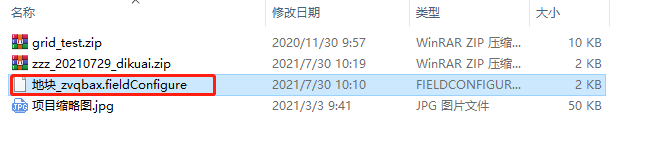 名称 修改日期 类型 大小
grid_test.zip 2020/11/30 9:57 WinRAR ZIP 压缩... 10 KB
zzz_20210729_dikuai.zip 2021/7/30 10:19 WinRAR ZIP 压缩... 2 KB
地块_zvqbax.fieldConfigure 2021/7/30 10:10 FIELDCONFIGUR... 2 KB
项目缩略图.jpg 2021/3/3 9:41 JPG 图片文件 50 KB